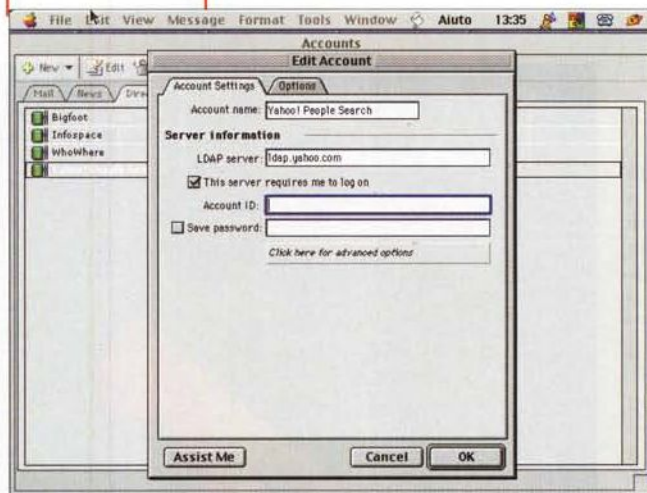 File Edit View Message Format Tools Window Aiuto 13:35
Accounts
New Edit
Mail News
Bigfoot
Infospace
WhoWhere
Edit Account
Account Settings Options
Account name: Yahoo! People Search
Server information
LDAP server: ldap.yahoo.com
This server requires me to log on
Account ID:
Save password:
Click here for advanced options
Assist Me Cancel OK